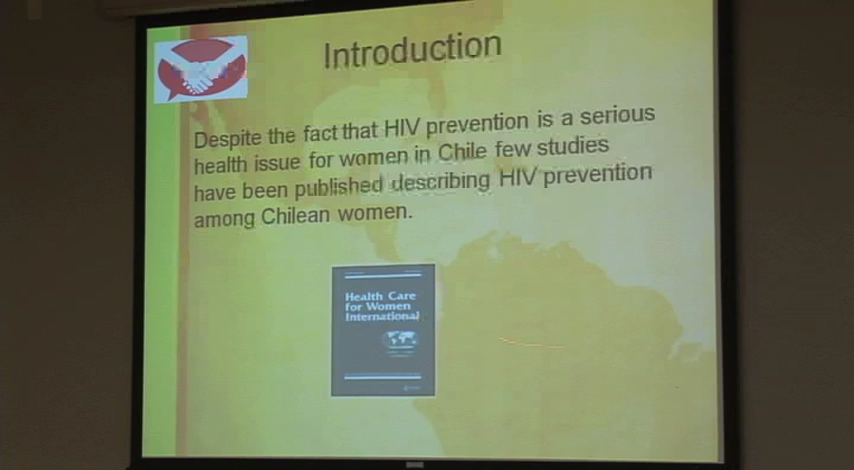 Introduction
Despite the fact that HIV prevention is a serious
health issue for women in Chile few studies
have been published describing HIV prevention
among Chilean women.
Health Care
for Women
International